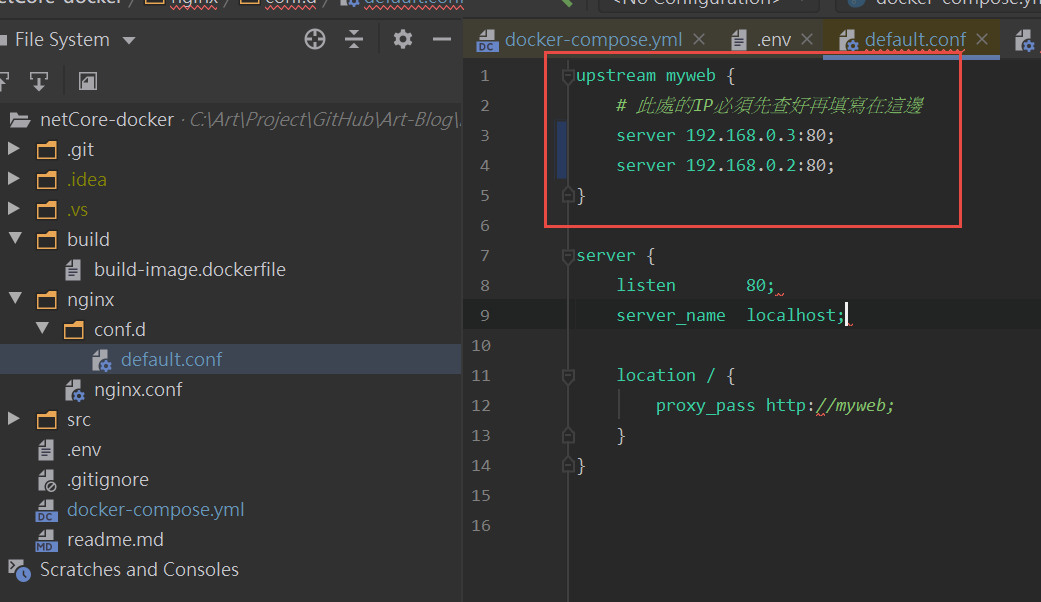 nginx
conf.d
default.conf
<No Configuration>
File System
docker-compose.yml
.env
default.conf
netCore-docker · C:\Art\Project\GitHub\Art-Blog\
.git
.idea
.vs
build
build-image.dockerfile
nginx
conf.d
default.conf
nginx.conf
src
.env
.gitignore
docker-compose.yml
readme.md
Scratches and Consoles
1 upstream myweb {
2 # 此處的IP必須先查好再填寫在這邊
3 server 192.168.0.3:80;
4 server 192.168.0.2:80;
5 }
6
7 server {
8 listen 80;
9 server_name localhost;
10
11 location / {
12 proxy_pass http://myweb;
13 }
14 }
15
16